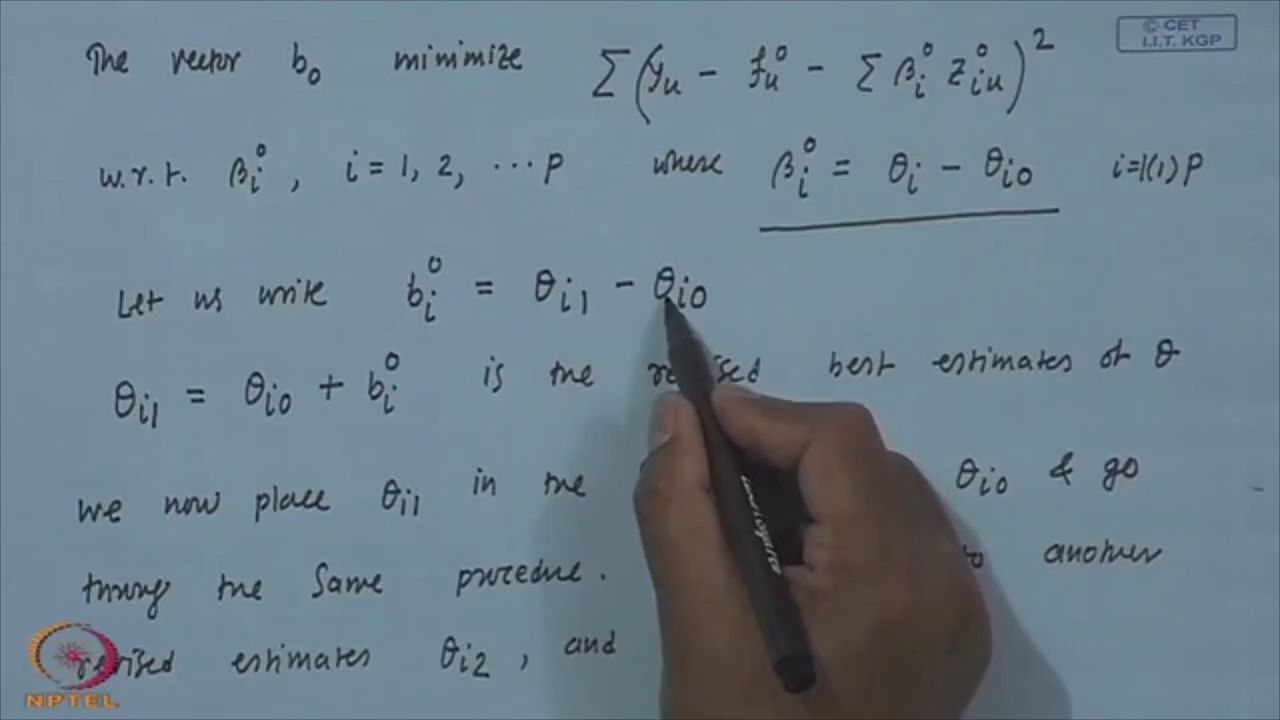 © CET
I.I.T. KGP
The vector b₀ minimize Σ(yᵤ - fᵤ⁰ - Σ βᵢ⁰ Zᵢᵤ⁰)²
w.r.t. βᵢ⁰, i = 1, 2, ... p where βᵢ⁰ = θᵢ - θᵢ₀ i=1(1)p
Let us write bᵢ⁰ = θᵢ₁ - θᵢ₀
θᵢ₁ = θᵢ₀ + bᵢ⁰ is the best estimates of θ
we now place θᵢ₁ in the θᵢ₀ & go
the same procedure. another
revised estimates θᵢ₂, and
NPTEL